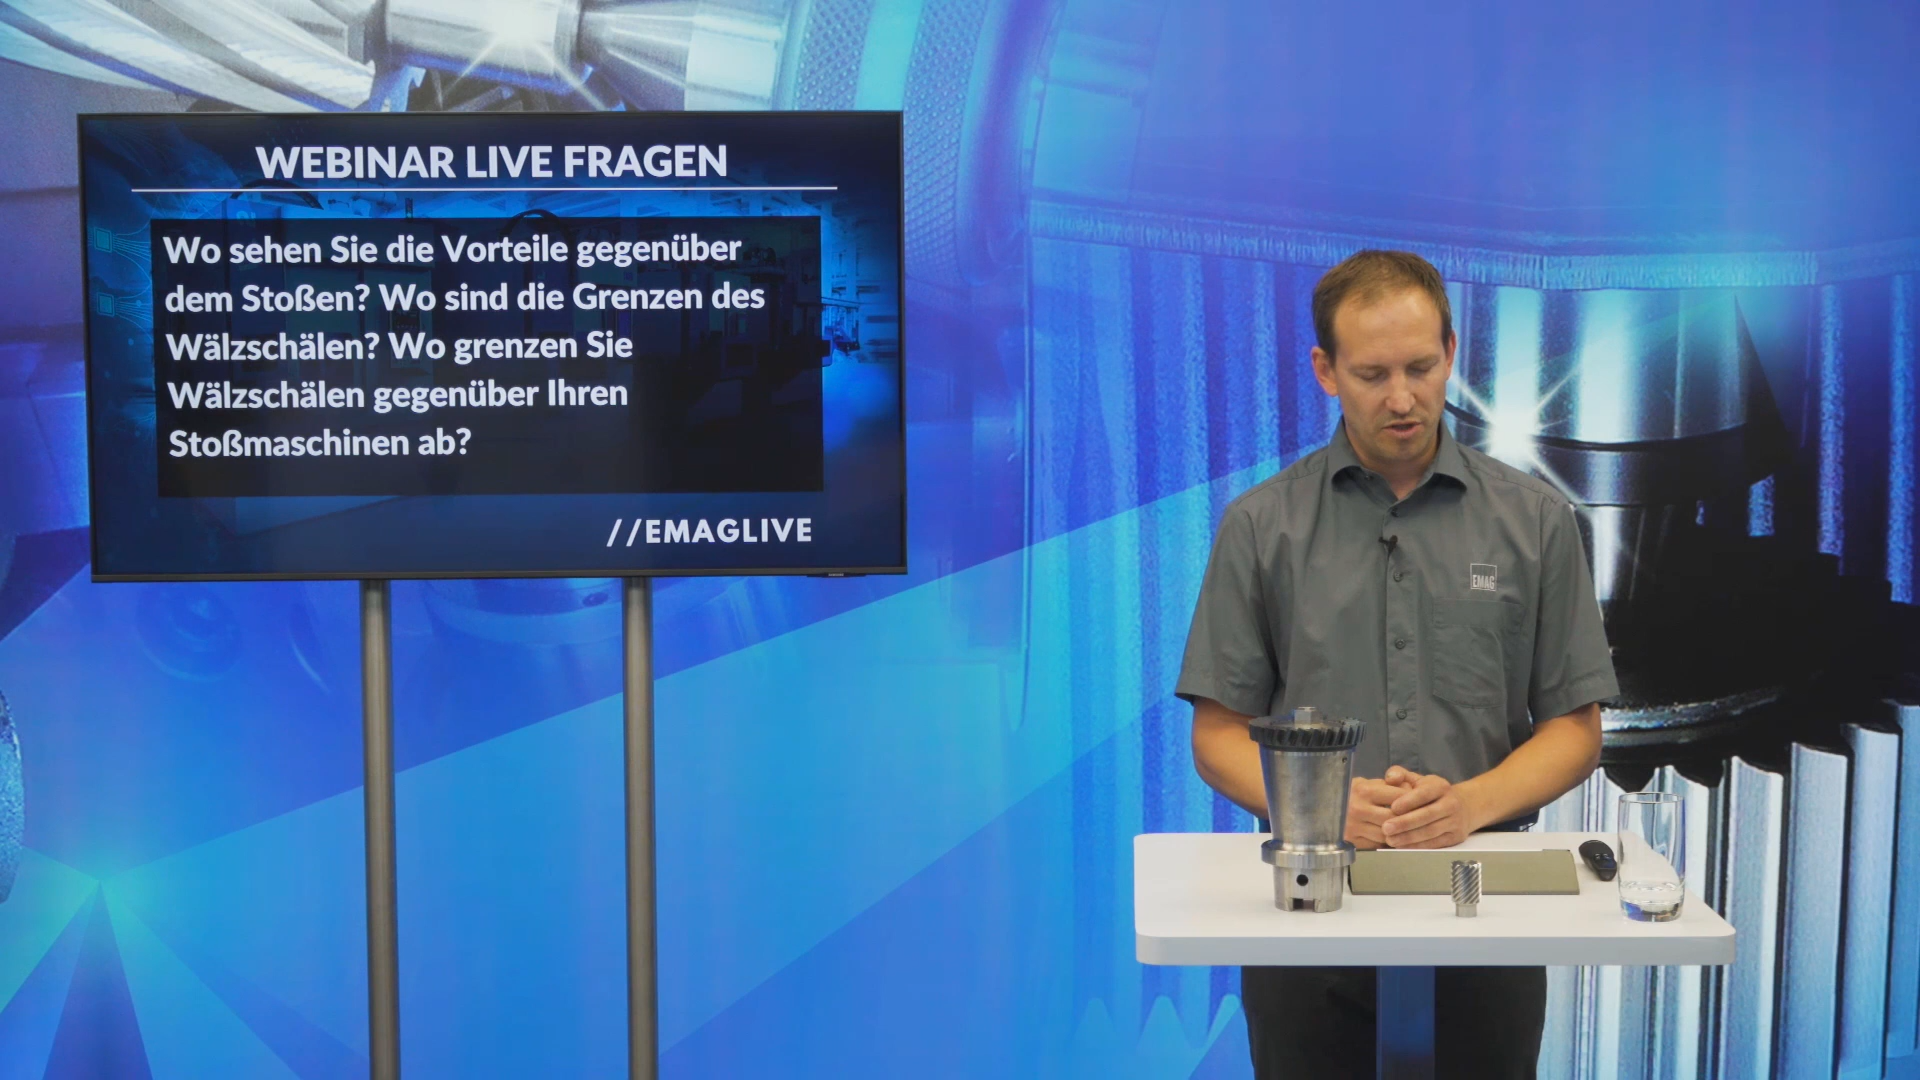 WEBINAR LIVE FRAGEN
Wo sehen Sie die Vorteile gegenüber
dem Stoßen? Wo sind die Grenzen des
Wälzschälen? Wo grenzen Sie
Wälzschälen gegenüber Ihren
Stoßmaschinen ab?
//EMAGLIVE
EMAG